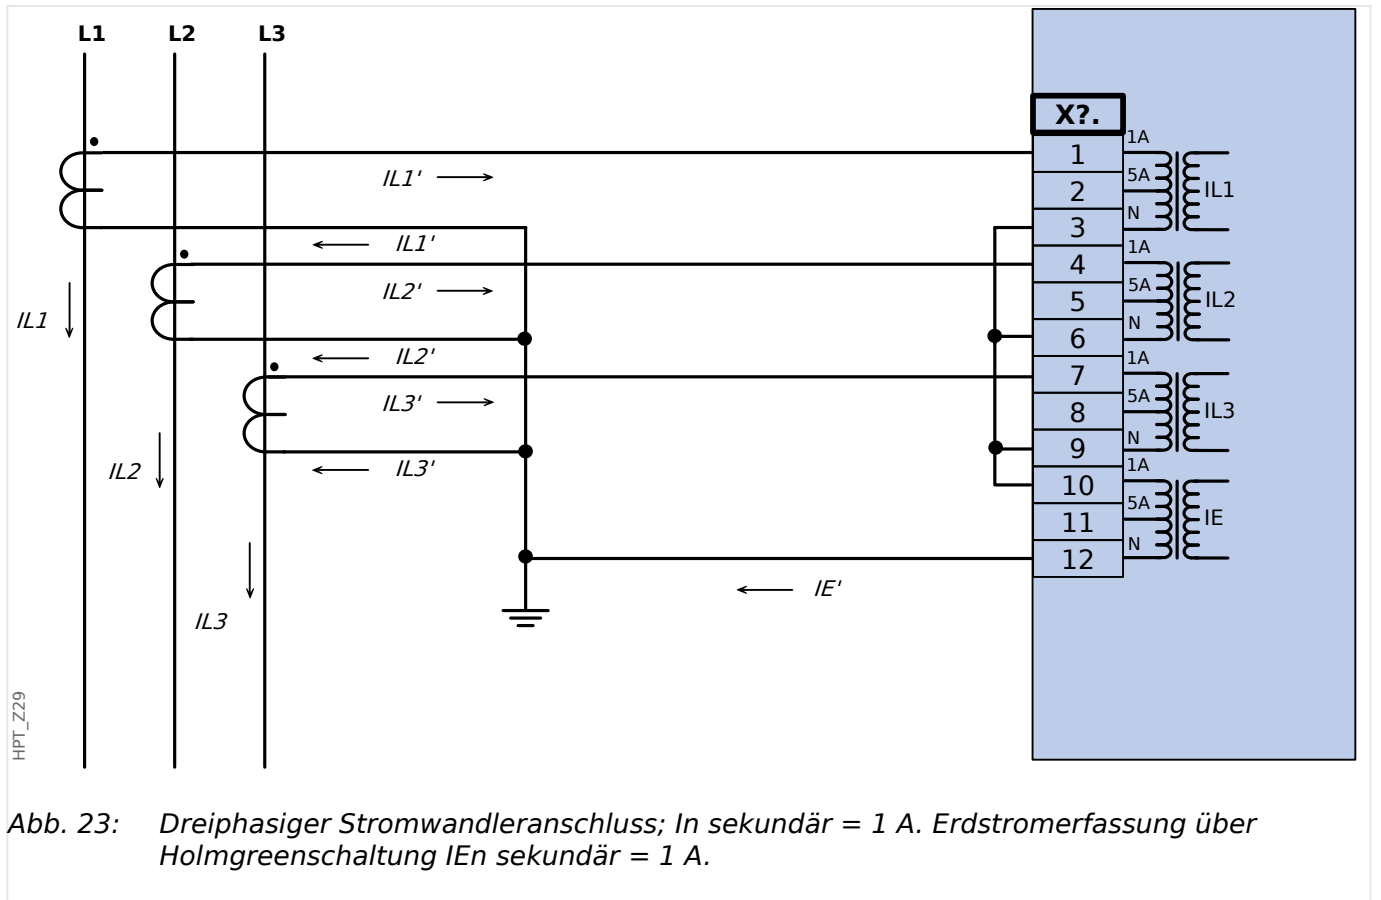 L1 L2 L3
X?.
1A
1
IL1'
5A
2
IL1
N
3
IL1'
1A
4
IL2'
5A
5
IL2
IL1
N
6
IL2'
1A
7
IL3'
5A
8
IL3
N
9
IL3'
IL2
1A
10
5A
11
IE
N
12
IE'
IL3
HPT_Z29
Abb. 23: Dreiphasiger Stromwandleranschluss; In sekundär = 1 A. Erdstromerfassung über
Holmgreenschaltung IEn sekundär = 1 A.